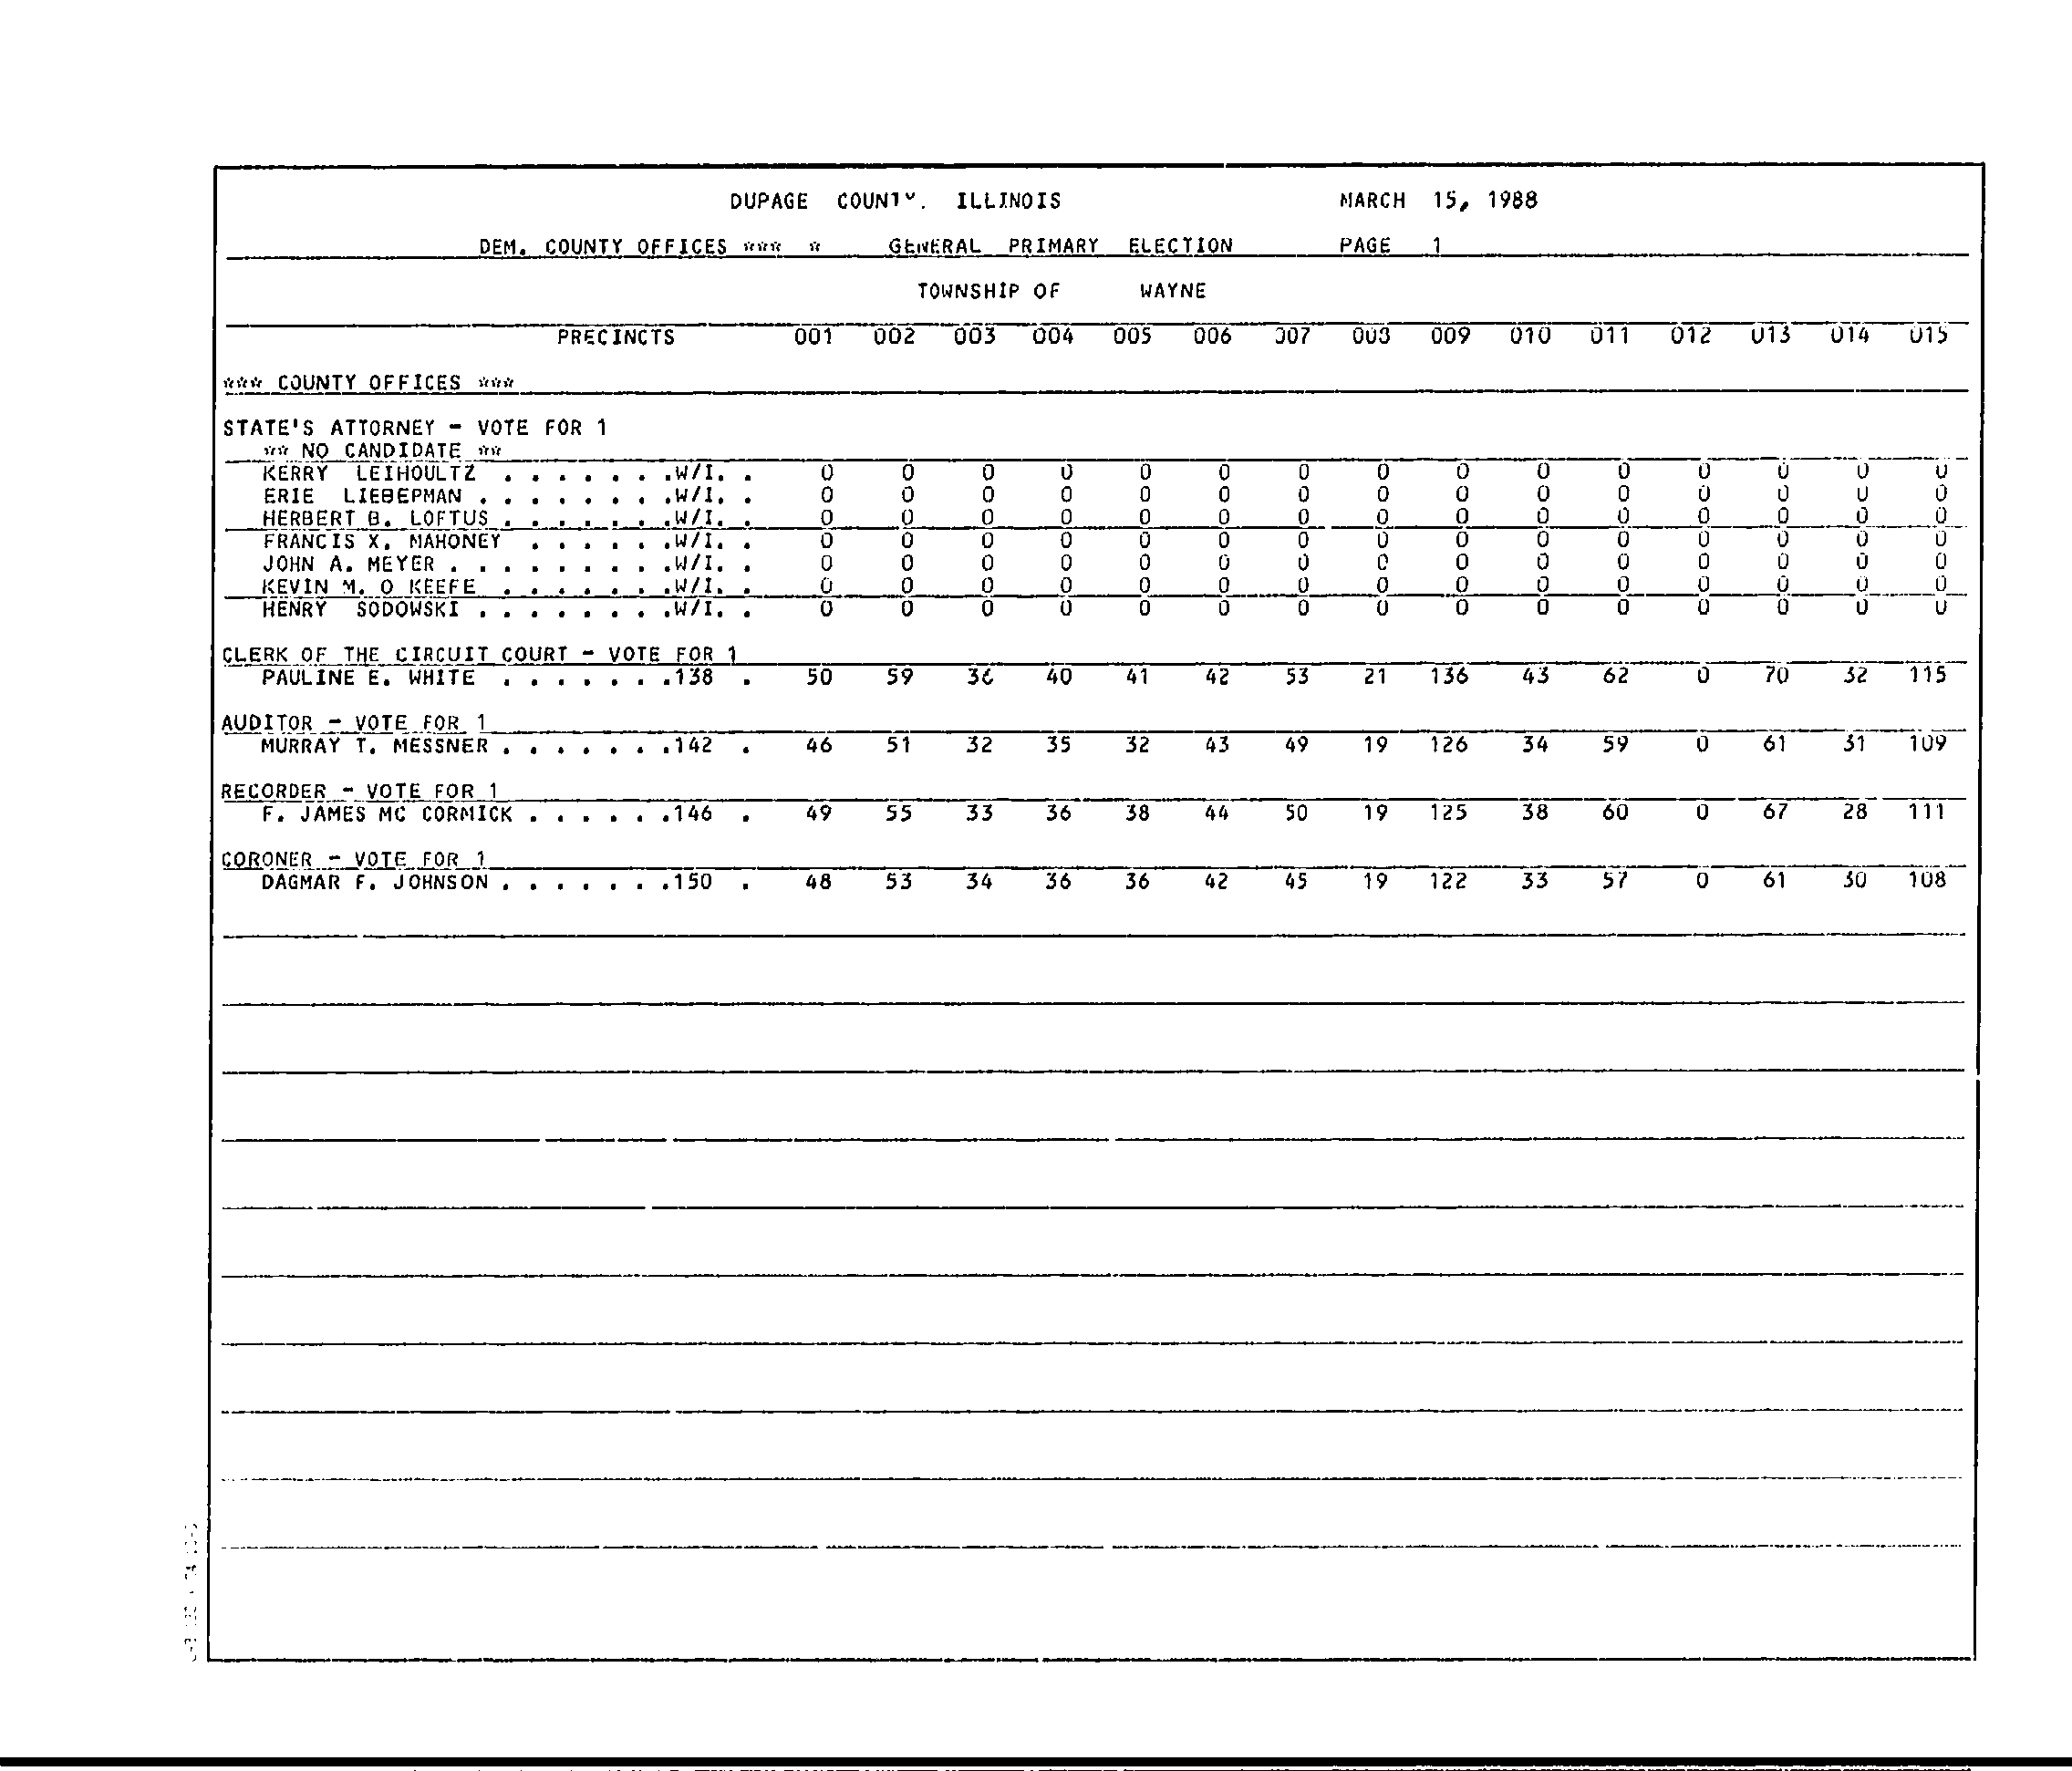 DUPAGE COUNTY. ILLINOIS MARCH 15, 1988
DEM. COUNTY OFFICES *** * GENERAL PRIMARY ELECTION PAGE 1
TOWNSHIP OF WAYNE
PRECINCTS 001 002 003 004 005 006 007 008 009 010 011 012 013 014 015
*** COUNTY OFFICES ***
STATE'S ATTORNEY - VOTE FOR 1
** NO CANDIDATE **
KERRY LEIHOULTZ . . . . . . .W/I. . 0 0 0 0 0 0 0 0 0 0 0 0 0 0 0
ERIE LIEBEPMAN . . . . . . . .W/I. . 0 0 0 0 0 0 0 0 0 0 0 0 0 0 0
HERBERT B. LOFTUS . . . . . . .W/I. . 0 0 0 0 0 0 0 0 0 0 0 0 0 0 0
FRANCIS X. MAHONEY . . . . . .W/I. . 0 0 0 0 0 0 0 0 0 0 0 0 0 0 0
JOHN A. MEYER . . . . . . . . .W/I. . 0 0 0 0 0 0 0 0 0 0 0 0 0 0 0
KEVIN M. O KEEFE . . . . . . .W/I. . 0 0 0 0 0 0 0 0 0 0 0 0 0 0 0
HENRY SODOWSKI . . . . . . . .W/I. . 0 0 0 0 0 0 0 0 0 0 0 0 0 0 0
CLERK OF THE CIRCUIT COURT - VOTE FOR 1
PAULINE E. WHITE . . . . . . .138 . 50 59 36 40 41 42 53 21 136 43 62 0 70 32 115
AUDITOR - VOTE FOR 1
MURRAY T. MESSNER . . . . . . .142 . 46 51 32 35 32 43 49 19 126 34 59 0 61 31 109
RECORDER - VOTE FOR 1
F. JAMES MC CORMICK . . . . . .146 . 49 55 33 36 38 44 50 19 125 38 60 0 67 28 111
CORONER - VOTE FOR 1
DAGMAR F. JOHNSON . . . . . . .150 . 48 53 34 36 36 42 45 19 122 33 57 0 61 30 108